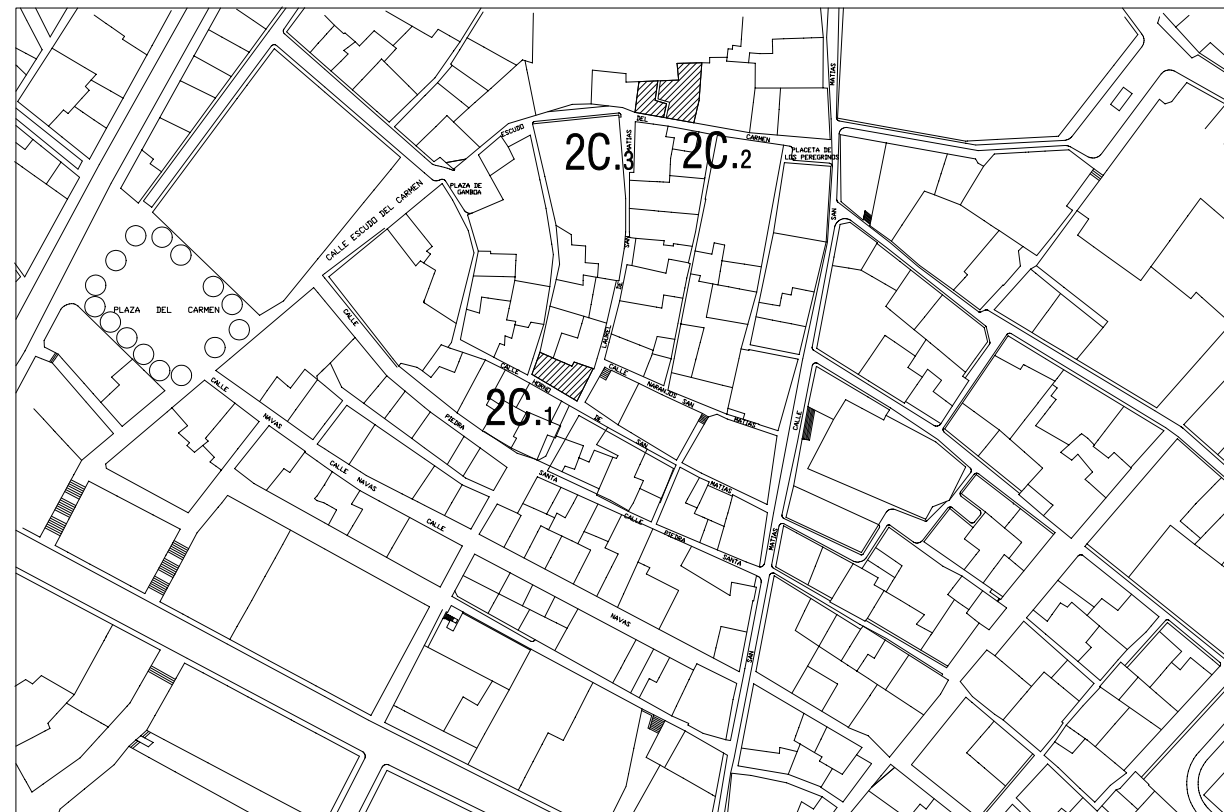 MATIAS
ESCUDO
DEL
CARMEN
MATIAS
2C.3
2C.2
PLACETA DE
LOS PEREGRINOS
PLAZA DE
GAMBOA
CALLE ESCUDO DEL CARMEN
SAN
SAN
DE
LAUREL
PLAZA DEL CARMEN
CALLE
CALLE
HORNO
DE
SAN
MATIAS
CALLE
NARANJOS SAN
MATIAS
2C.1
CALLE
NAVAS
PIEDRA
CALLE
SANTA
CALLE
NAVAS
CALLE
CALLE
PIEDRA
SANTA
MATIAS
NAVAS
SAN